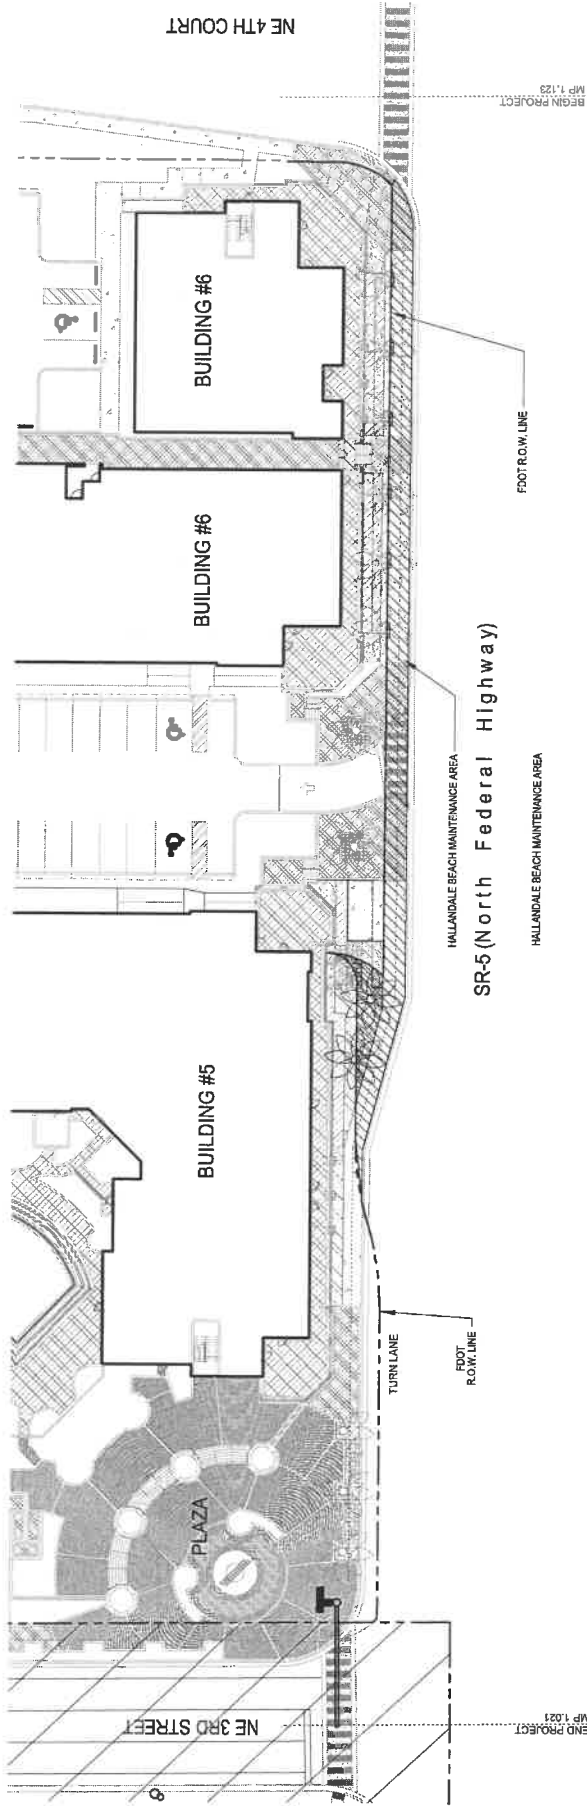 NE 4TH COURT
BEGIN PROJECT
MP 1.123
BUILDING #6
FDOT R.O.W. LINE
BUILDING #6
HALLANDALE BEACH MAINTENANCE AREA
SR-5 (North Federal Highway)
HALLANDALE BEACH MAINTENANCE AREA
BUILDING #5
TURN LANE
FDOT
R.O.W. LINE
PLAZA
NE 3RD STREET
END PROJECT
MP 1.021